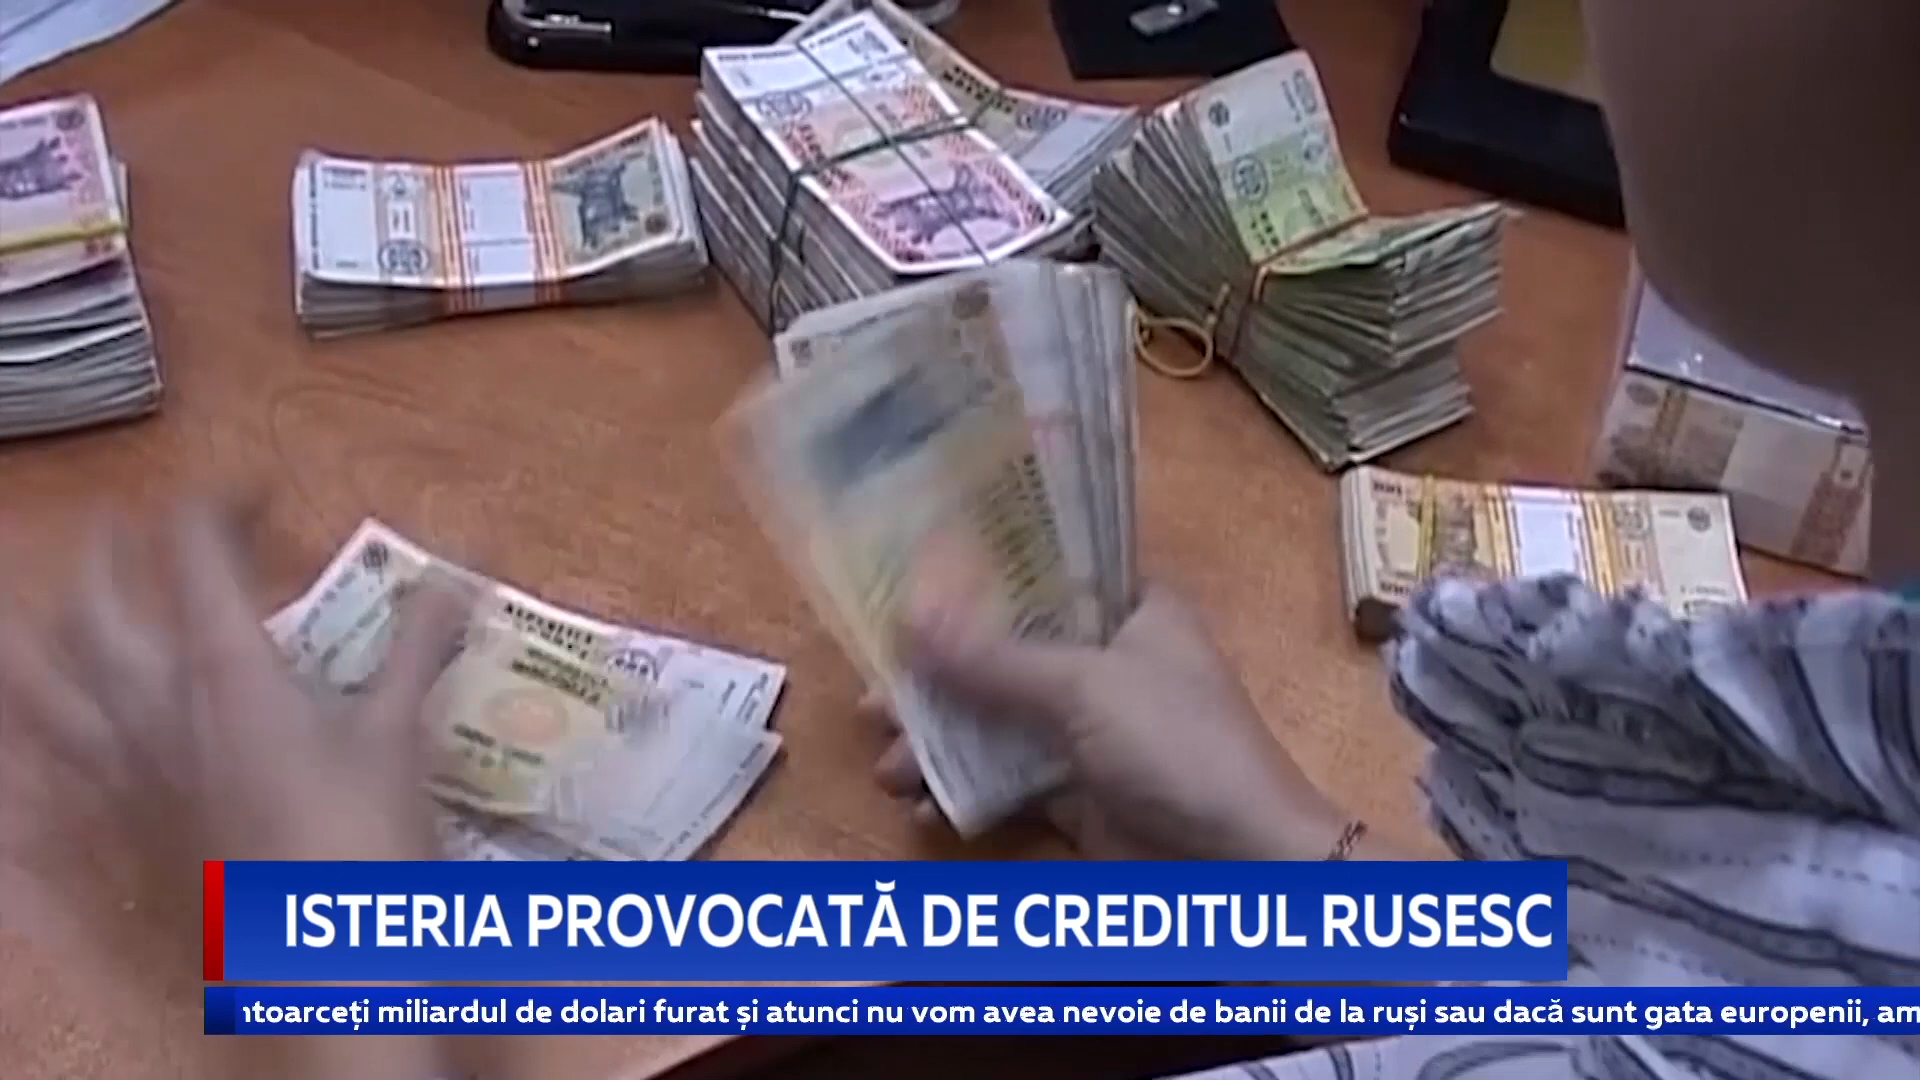 ISTERIA PROVOCATĂ DE CREDITUL RUSESC
ntoarceți miliardul de dolari furat și atunci nu vom avea nevoie de banii de la ruși sau dacă sunt gata europenii, am